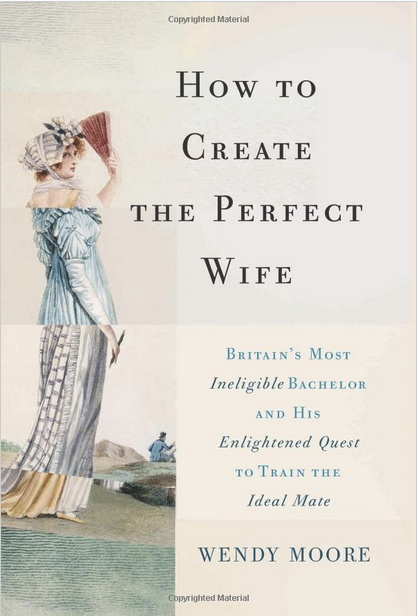 Copyrighted Material
HOW TO
CREATE
THE PERFECT
WIFE
BRITAIN'S MOST
Ineligible BACHELOR
AND HIS
Enlightened Quest
TO TRAIN THE
Ideal Mate
WENDY MOORE
Copyrighted Material